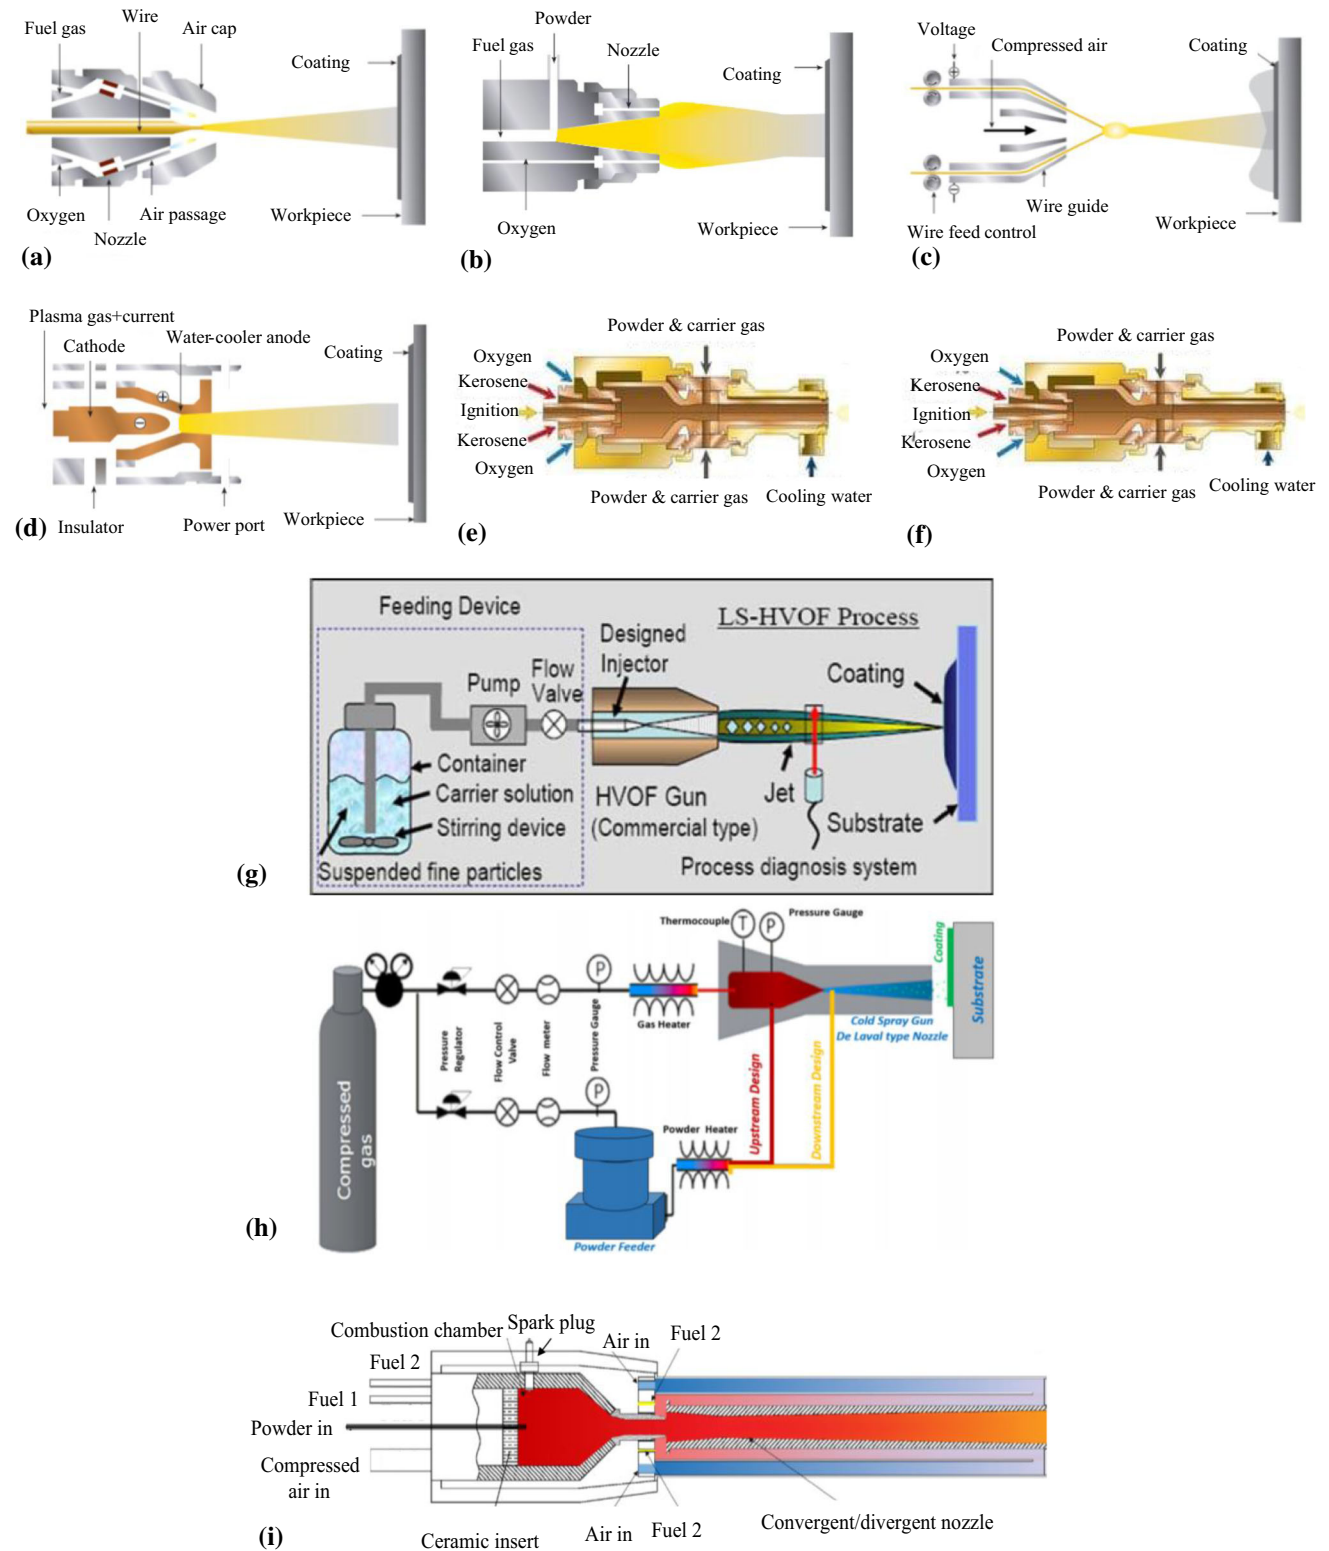 Wire
Fuel gas
Air cap
Coating
Oxygen
Air passage
Nozzle
Workpiece
(a)
Powder
Fuel gas
Nozzle
Coating
Oxygen
Workpiece
(b)
Voltage
Compressed air
Coating
Wire guide
Wire feed control
Workpiece
(c)
Plasma gas+current
Cathode
Water-cooler anode
Coating
Insulator
Power port
Workpiece
(d)
Powder & carrier gas
Oxygen
Kerosene
Ignition
Kerosene
Oxygen
Powder & carrier gas
Cooling water
(e)
Powder & carrier gas
Oxygen
Kerosene
Ignition
Kerosene
Oxygen
Powder & carrier gas
Cooling water
(f)
Feeding Device
LS-HVOF Process
Designed
Injector
Flow
Valve
Pump
Coating
Container
Carrier solution
Stirring device
Suspended fine particles
HVOF Gun
(Commercial type)
Jet
Substrate
Process diagnosis system
(g)
Thermocouple
T
P
Pressure Gauge
Coating
Substrate
P
Gas Heater
Cold Spray Gun
De Laval type Nozzle
Pressure
Regulator
Flow Control
Valve
Flow meter
Pressure Gauge
P
Upstream Design
Downstream Design
Compressed
gas
Powder Heater
Powder Feeder
(h)
Combustion chamber
Spark plug
Air in
Fuel 2
Fuel 2
Fuel 1
Powder in
Compressed
air in
Ceramic insert
Air in
Fuel 2
Convergent/divergent nozzle
(i)